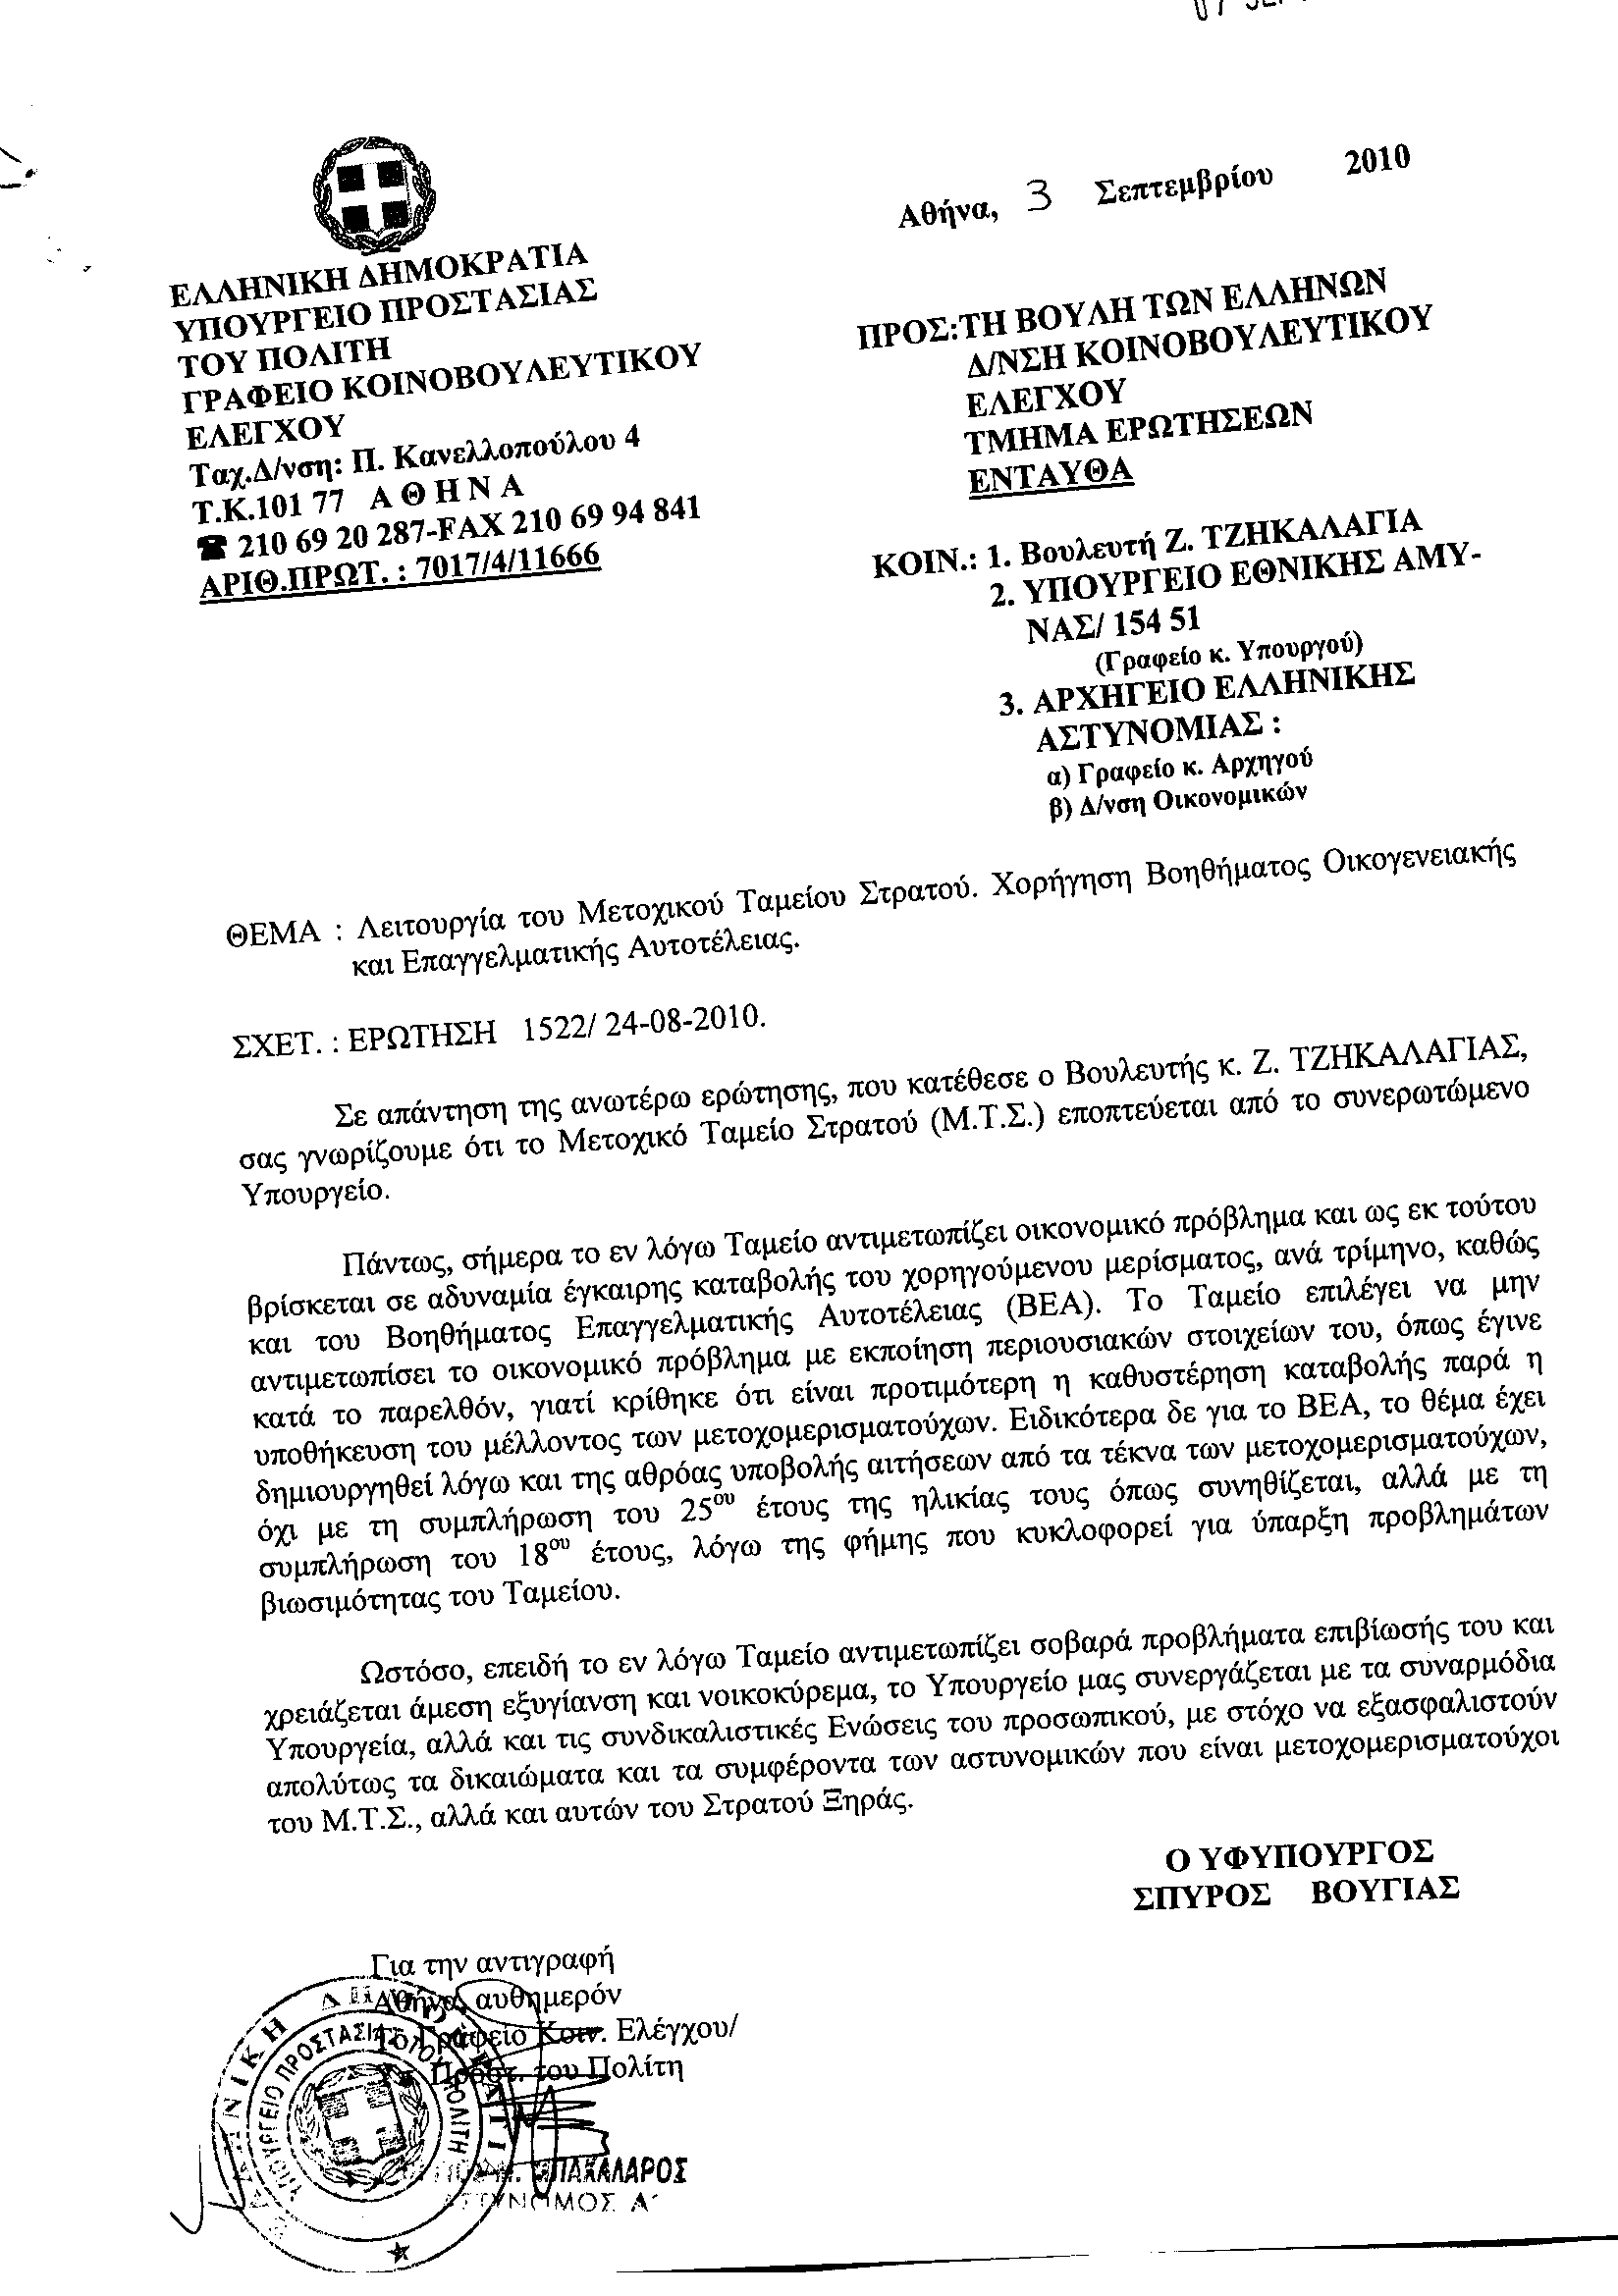 ΕΛΛΗΝΙΚΗ ΔΗΜΟΚΡΑΤΙΑ
ΥΠΟΥΡΓΕΙΟ ΠΡΟΣΤΑΣΙΑΣ
ΤΟΥ ΠΟΛΙΤΗ
ΓΡΑΦΕΙΟ ΚΟΙΝΟΒΟΥΛΕΥΤΙΚΟΥ
ΕΛΕΓΧΟΥ
Ταχ.Δ/νση: Π. Κανελλοπούλου 4
Τ.Κ.101 77 Α Θ Η Ν Α
☎ 210 69 20 287-FAX 210 69 94 841
ΑΡΙΘ.ΠΡΩΤ. : 7017/4/11666
Αθήνα, 3 Σεπτεμβρίου 2010
ΠΡΟΣ:ΤΗ ΒΟΥΛΗ ΤΩΝ ΕΛΛΗΝΩΝ
Δ/ΝΣΗ ΚΟΙΝΟΒΟΥΛΕΥΤΙΚΟΥ
ΕΛΕΓΧΟΥ
ΤΜΗΜΑ ΕΡΩΤΗΣΕΩΝ
ΕΝΤΑΥΘΑ
ΚΟΙΝ.: 1. Βουλευτή Ζ. ΤΖΗΚΑΛΑΓΙΑ
2. ΥΠΟΥΡΓΕΙΟ ΕΘΝΙΚΗΣ ΑΜΥ-
ΝΑΣ/ 154 51
(Γραφείο κ. Υπουργού)
3. ΑΡΧΗΓΕΙΟ ΕΛΛΗΝΙΚΗΣ
ΑΣΤΥΝΟΜΙΑΣ :
α) Γραφείο κ. Αρχηγού
β) Δ/νση Οικονομικών
ΘΕΜΑ : Λειτουργία του Μετοχικού Ταμείου Στρατού. Χορήγηση Βοηθήματος Οικογενειακής
και Επαγγελματικής Αυτοτέλειας.
ΣΧΕΤ. : ΕΡΩΤΗΣΗ 1522/ 24-08-2010.
Σε απάντηση της ανωτέρω ερώτησης, που κατέθεσε ο Βουλευτής κ. Ζ. ΤΖΗΚΑΛΑΓΙΑΣ,
σας γνωρίζουμε ότι το Μετοχικό Ταμείο Στρατού (Μ.Τ.Σ.) εποπτεύεται από το συνερωτώμενο
Υπουργείο.
Πάντως, σήμερα το εν λόγω Ταμείο αντιμετωπίζει οικονομικό πρόβλημα και ως εκ τούτου
βρίσκεται σε αδυναμία έγκαιρης καταβολής του χορηγούμενου μερίσματος, ανά τρίμηνο, καθώς
και του Βοηθήματος Επαγγελματικής Αυτοτέλειας (ΒΕΑ). Το Ταμείο επιλέγει να μην
αντιμετωπίσει το οικονομικό πρόβλημα με εκποίηση περιουσιακών στοιχείων του, όπως έγινε
κατά το παρελθόν, γιατί κρίθηκε ότι είναι προτιμότερη η καθυστέρηση καταβολής παρά η
υποθήκευση του μέλλοντος των μετοχομερισματούχων. Ειδικότερα δε για το ΒΕΑ, το θέμα έχει
δημιουργηθεί λόγω και της αθρόας υποβολής αιτήσεων από τα τέκνα των μετοχομερισματούχων,
όχι με τη συμπλήρωση του 25ου έτους της ηλικίας τους όπως συνηθίζεται, αλλά με τη
συμπλήρωση του 18ου έτους, λόγω της φήμης που κυκλοφορεί για ύπαρξη προβλημάτων
βιωσιμότητας του Ταμείου.
Ωστόσο, επειδή το εν λόγω Ταμείο αντιμετωπίζει σοβαρά προβλήματα επιβίωσής του και
χρειάζεται άμεση εξυγίανση και νοικοκύρεμα, το Υπουργείο μας συνεργάζεται με τα συναρμόδια
Υπουργεία, αλλά και τις συνδικαλιστικές Ενώσεις του προσωπικού, με στόχο να εξασφαλιστούν
απολύτως τα δικαιώματα και τα συμφέροντα των αστυνομικών που είναι μετοχομερισματούχοι
του Μ.Τ.Σ., αλλά και αυτών του Στρατού Ξηράς.
Ο ΥΦΥΠΟΥΡΓΟΣ
ΣΠΥΡΟΣ ΒΟΥΓΙΑΣ
Για την αντιγραφή
Αθήνα, αυθημερόν
Το Γραφείο Κοιν. Ελέγχου/
Υπ. Προστ. του Πολίτη
ΑΣΤΥΝΟΜΟΣ Α΄
ΥΠΟΥΡΓΕΙΟ ΠΡΟΣΤΑΣΙΑΣ ΤΟΥ ΠΟΛΙΤΗ